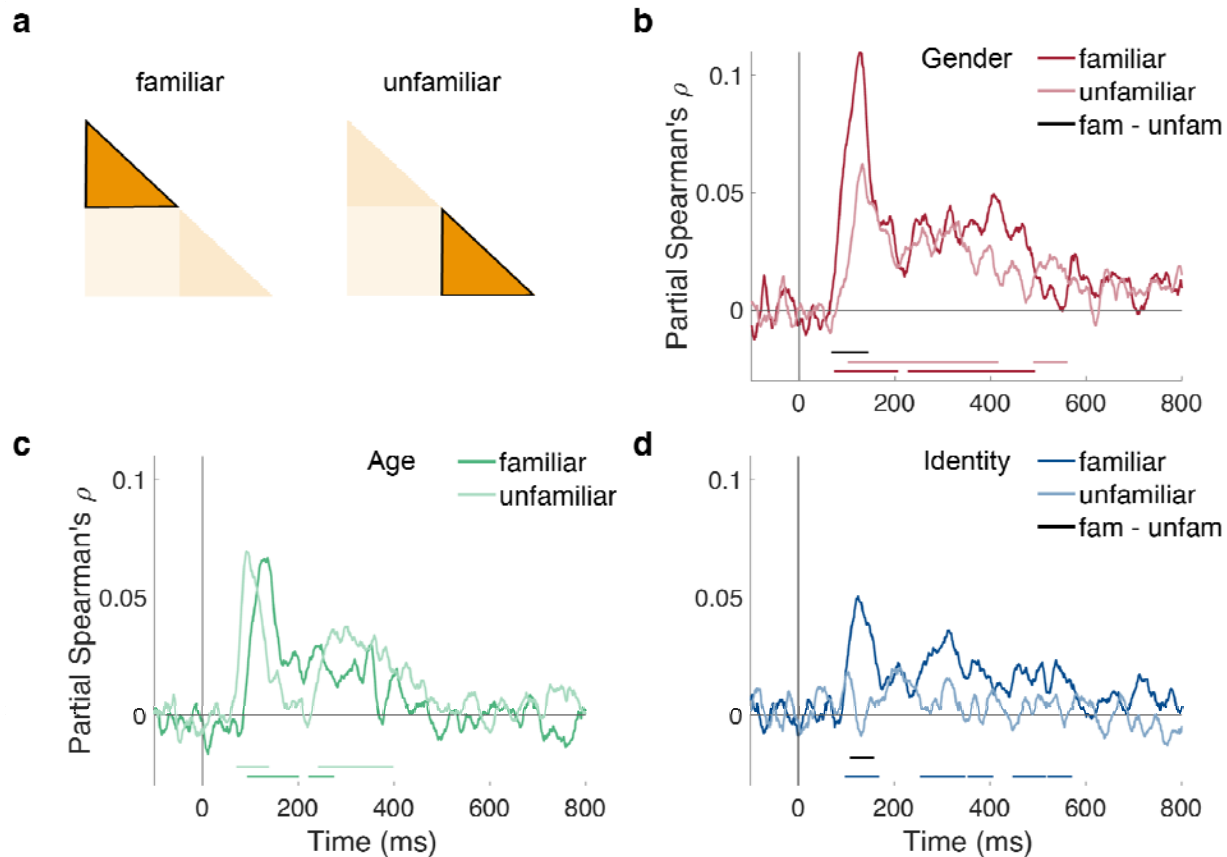 a
familiar
unfamiliar
b
Gender
familiar
unfamiliar
fam - unfam
Partial Spearman's ρ
0.1
0.05
0
0
200
400
600
800
c
Age
familiar
unfamiliar
Partial Spearman's ρ
0.1
0.05
0
0
200
400
600
800
Time (ms)
d
Identity
familiar
unfamiliar
fam - unfam
0.1
0.05
0
0
200
400
600
800
Time (ms)